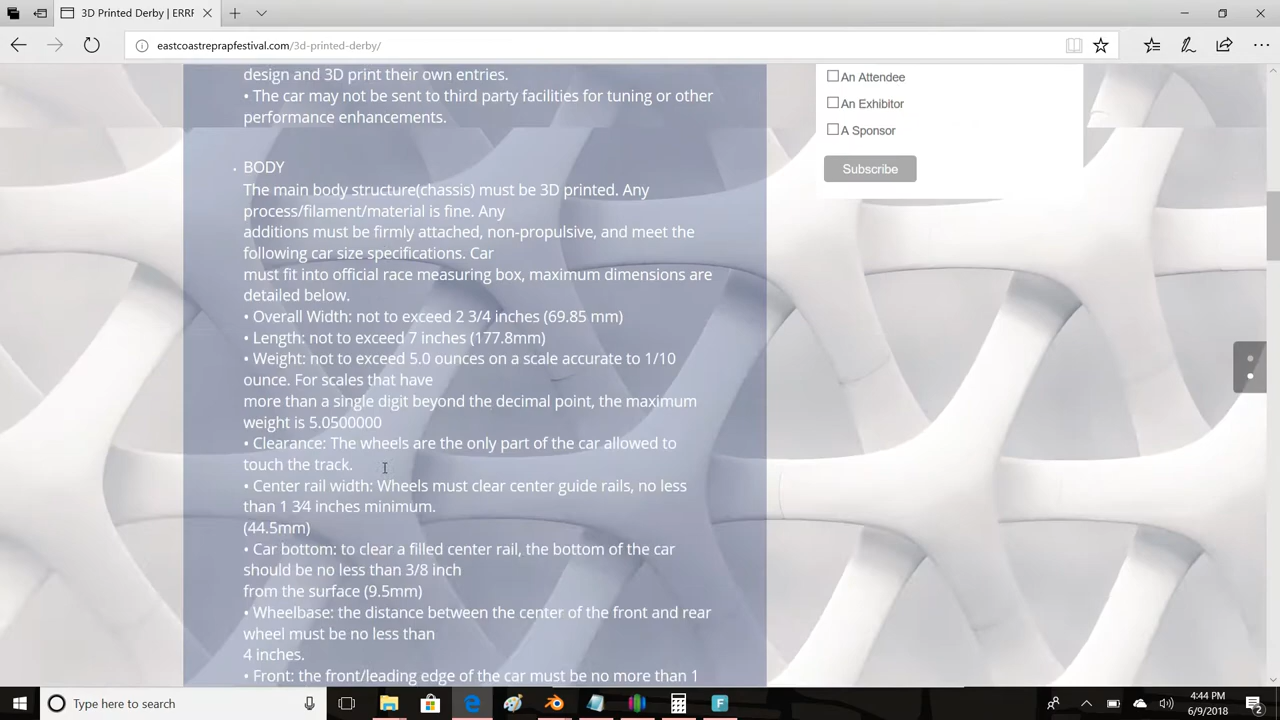 3D Printed Derby | ERRF
eastcoastreprapfestival.com/3d-printed-derby/
design and 3D print their own entries.
• The car may not be sent to third party facilities for tuning or other
performance enhancements.
• BODY
The main body structure(chassis) must be 3D printed. Any
process/filament/material is fine. Any
additions must be firmly attached, non-propulsive, and meet the
following car size specifications. Car
must fit into official race measuring box, maximum dimensions are
detailed below.
• Overall Width: not to exceed 2 3/4 inches (69.85 mm)
• Length: not to exceed 7 inches (177.8mm)
• Weight: not to exceed 5.0 ounces on a scale accurate to 1/10
ounce. For scales that have
more than a single digit beyond the decimal point, the maximum
weight is 5.0500000
• Clearance: The wheels are the only part of the car allowed to
touch the track.
• Center rail width: Wheels must clear center guide rails, no less
than 1 3⁄4 inches minimum.
(44.5mm)
• Car bottom: to clear a filled center rail, the bottom of the car
should be no less than 3/8 inch
from the surface (9.5mm)
• Wheelbase: the distance between the center of the front and rear
wheel must be no less than
4 inches.
• Front: the front/leading edge of the car must be no more than 1
An Attendee
An Exhibitor
A Sponsor
Subscribe
Type here to search
4:44 PM
6/9/2018
2